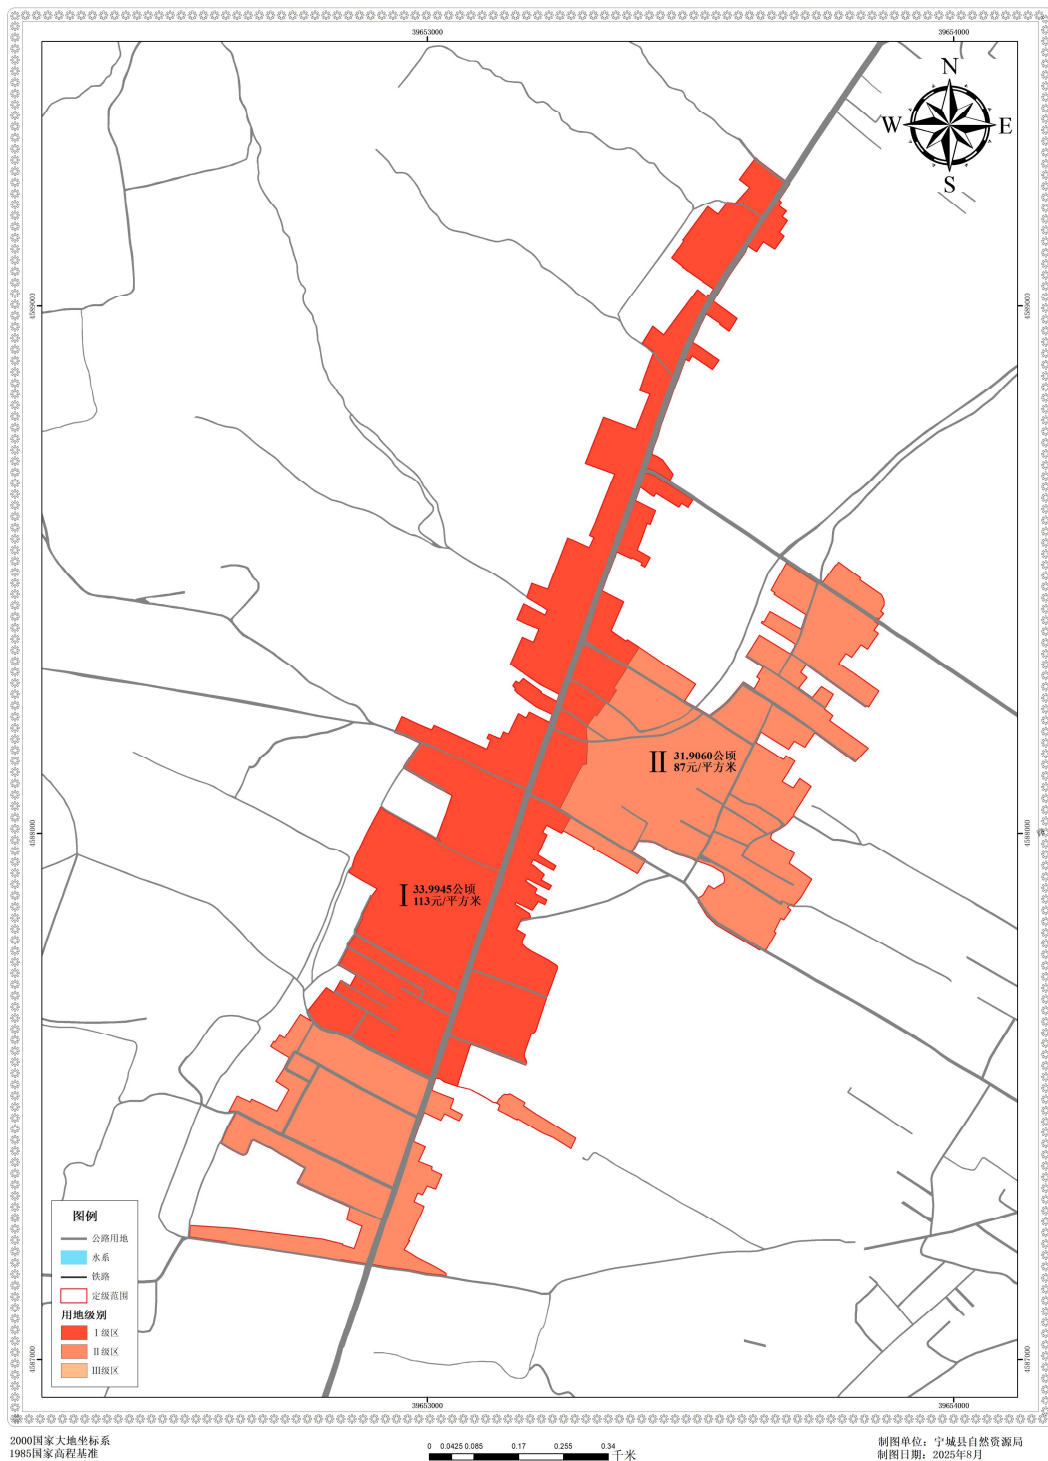 39653000
39654000
N
W
E
S
4589000
4589000
II
31.9060公顷
87元/平方米
4588000
I
33.9945公顷
113元/平方米
图例
公路用地
水系
铁路
定级范围
用地级别
I级区
II级区
III级区
4587000
4587000
39653000
39654000
2000国家大地坐标系
1985国家高程基准
0 0.0425 0.085 0.17 0.255 0.34
千米
制图单位：宁城县自然资源局
制图日期：2025年8月